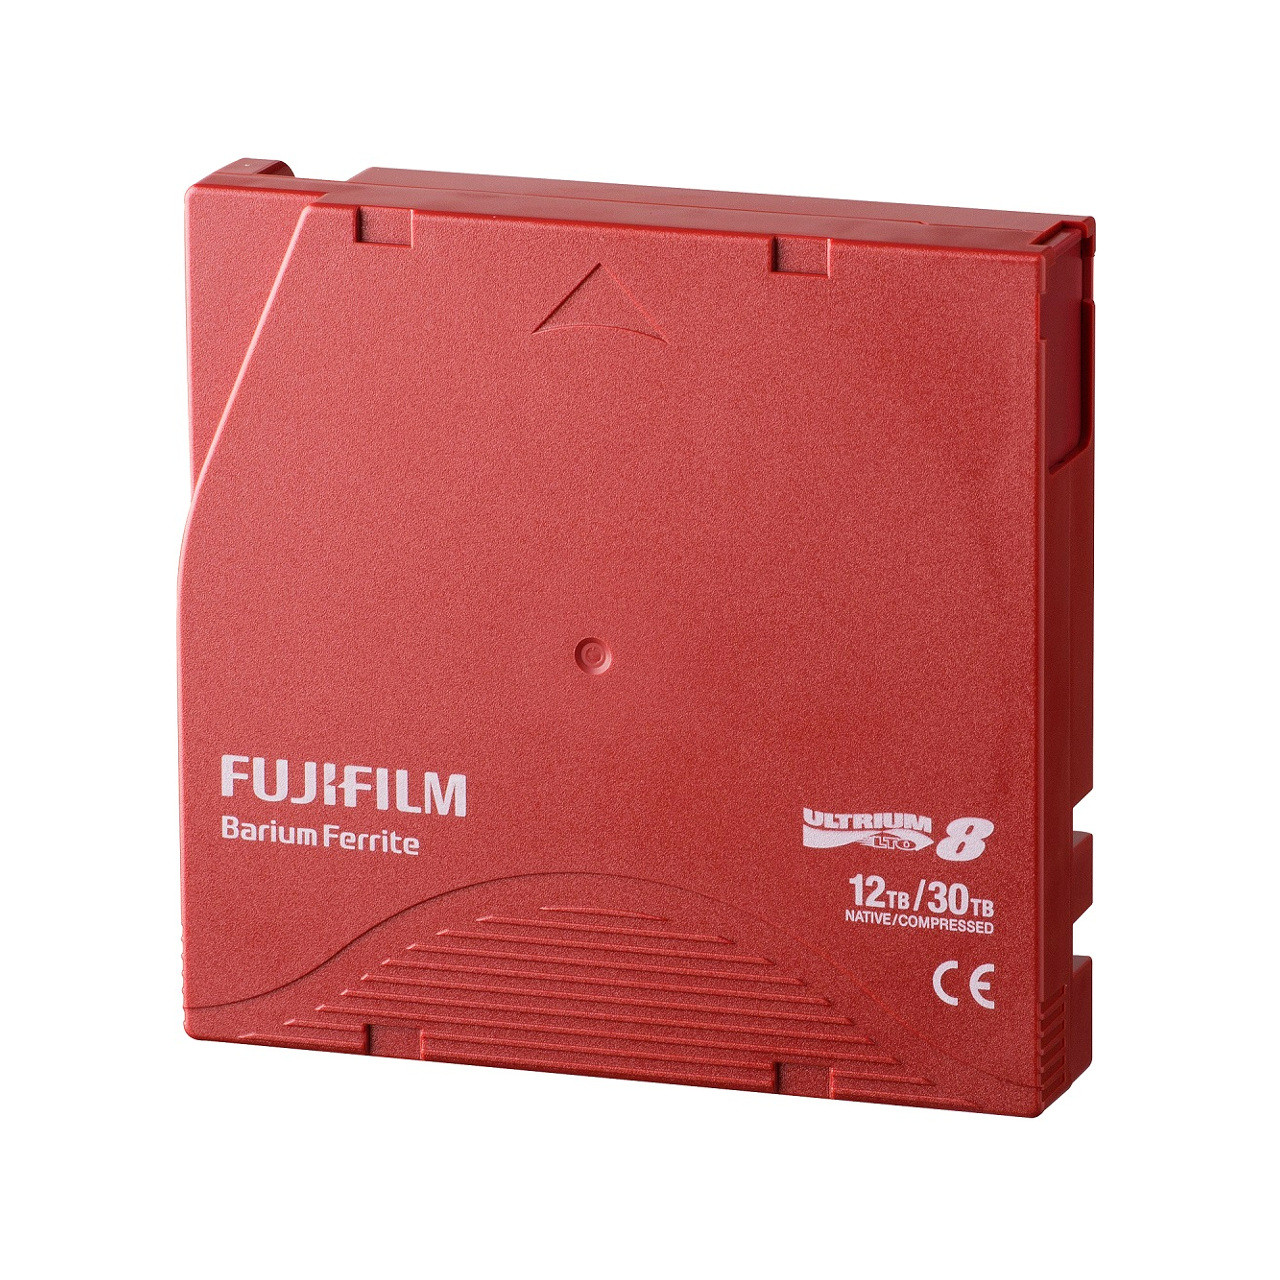 FUJIFILM
Barium Ferrite
ULTRIUM
LTO 8
12TB/30TB
NATIVE/COMPRESSED
CE